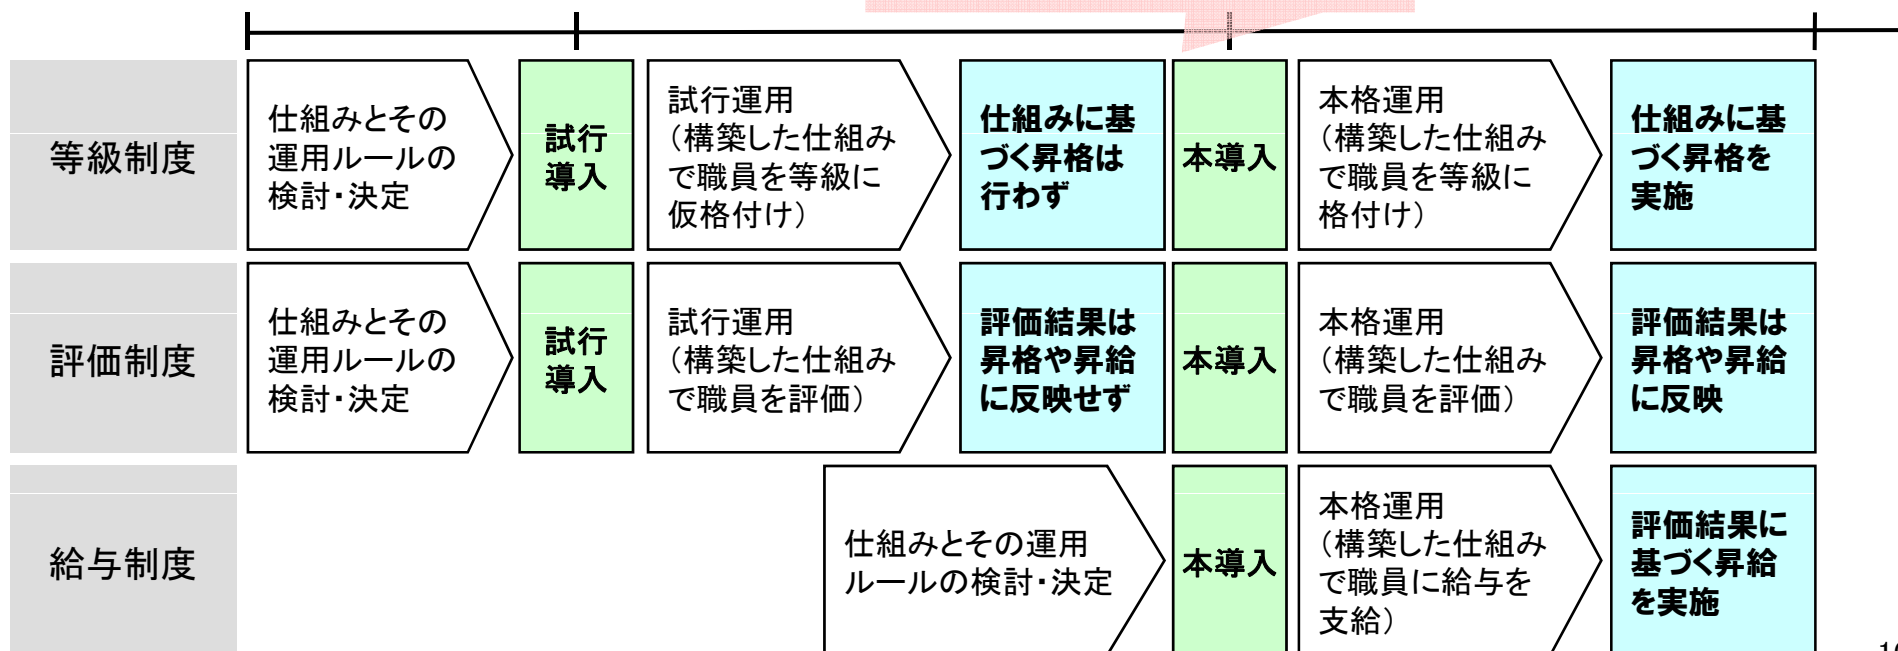 等級制度
仕組みとその
運用ルールの
検討・決定
試行
導入
試行運用
（構築した仕組み
で職員を等級に
仮格付け）
仕組みに基
づく昇格は
行わず
本導入
本格運用
（構築した仕組み
で職員を等級に
格付け）
仕組みに基
づく昇格を
実施
評価制度
仕組みとその
運用ルールの
検討・決定
試行
導入
試行運用
（構築した仕組み
で職員を評価）
評価結果は
昇格や昇給
に反映せず
本導入
本格運用
（構築した仕組み
で職員を評価）
評価結果は
昇格や昇給
に反映
給与制度
仕組みとその運用
ルールの検討・決定
本導入
本格運用
（構築した仕組み
で職員に給与を
支給）
評価結果に
基づく昇給
を実施